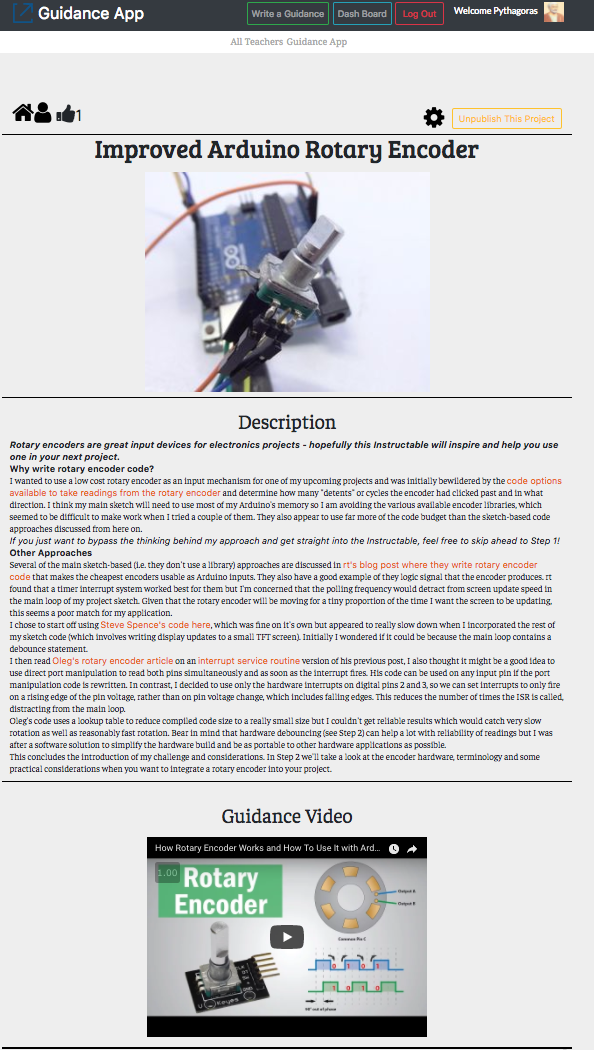 Guidance App
Write a Guidance
Dash Board
Log Out
Welcome Pythagoras
All Teachers Guidance App
1
Unpublish This Project
Improved Arduino Rotary Encoder
Description
Rotary encoders are great input devices for electronics projects - hopefully this Instructable will inspire and help you use
one in your next project.
Why write rotary encoder code?
I wanted to use a low cost rotary encoder as an input mechanism for one of my upcoming projects and was initially bewildered by the code options
available to take readings from the rotary encoder and determine how many "detents" or cycles the encoder had clicked past and in what
direction. I think my main sketch will need to use most of my Arduino's memory so I am avoiding the various available encoder libraries, which
seemed to be difficult to make work when I tried a couple of them. They also appear to use far more of the code budget than the sketch-based code
approaches discussed from here on.
If you just want to bypass the thinking behind my approach and get straight into the Instructable, feel free to skip ahead to Step 1!
Other Approaches
Several of the main sketch-based (i.e. they don't use a library) approaches are discussed in rt's blog post where they write rotary encoder
code that makes the cheapest encoders usable as Arduino inputs. They also have a good example of they logic signal that the encoder produces. rt
found that a timer interrupt system worked best for them but I'm concerned that the polling frequency would detract from screen update speed in
the main loop of my project sketch. Given that the rotary encoder will be moving for a tiny proportion of the time I want the screen to be updating,
this seems a poor match for my application.
I chose to start off using Steve Spence's code here, which was fine on it's own but appeared to really slow down when I incorporated the rest of
my sketch code (which involves writing display updates to a small TFT screen). Initially I wondered if it could be because the main loop contains a
debounce statement.
I then read Oleg's rotary encoder article on an interrupt service routine version of his previous post, I also thought it might be a good idea to
use direct port manipulation to read both pins simultaneously and as soon as the interrupt fires. His code can be used on any input pin if the port
manipulation code is rewritten. In contrast, I decided to use only the hardware interrupts on digital pins 2 and 3, so we can set interrupts to only fire
on a rising edge of the pin voltage, rather than on pin voltage change, which includes falling edges. This reduces the number of times the ISR is called,
distracting from the main loop.
Oleg's code uses a lookup table to reduce compiled code size to a really small size but I couldn't get reliable results which would catch very slow
rotation as well as reasonably fast rotation. Bear in mind that hardware debouncing (see Step 2) can help a lot with reliability of readings but I was
after a software solution to simplify the hardware build and be as portable to other hardware applications as possible.
This concludes the introduction of my challenge and considerations. In Step 2 we'll take a look at the encoder hardware, terminology and some
practical considerations when you want to integrate a rotary encoder into your project.
Guidance Video
How Rotary Encoder Works and How To Use It with Ard...
1.00
Rotary
Encoder
Output A
Output B
Common Pin C
0 1 0 1
1 0 1 0
Keyes
90° out of phase